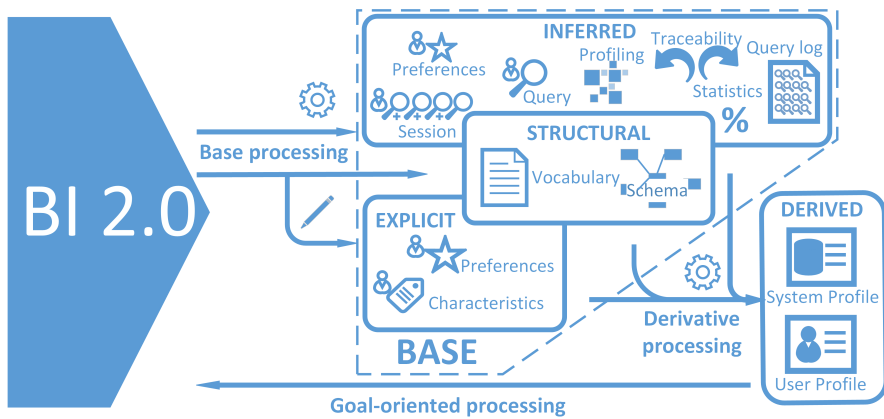 BI 2.0
Base processing
INFERRED
Preferences
Profiling
Traceability
Query log
Query
Statistics
Session
%
STRUCTURAL
Vocabulary
Schema
EXPLICIT
Preferences
Characteristics
BASE
Derivative
processing
DERIVED
System Profile
User Profile
Goal-oriented processing